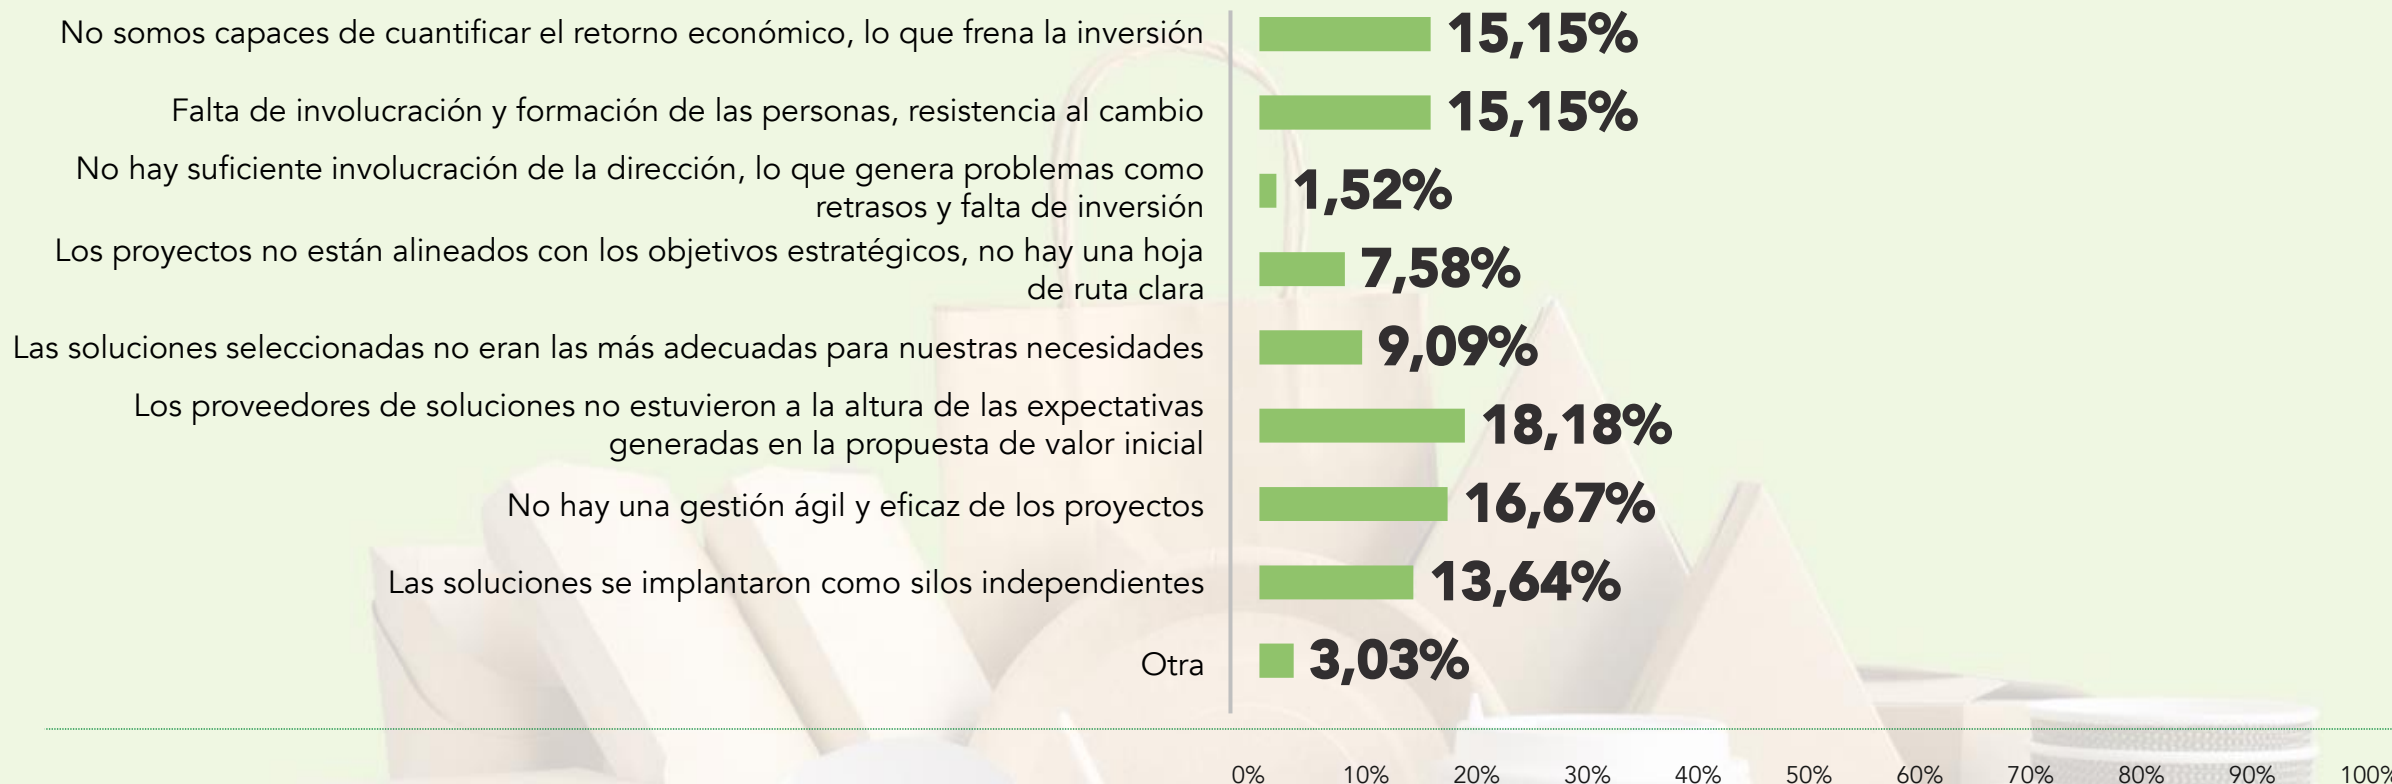 No somos capaces de cuantificar el retorno económico, lo que frena la inversión
15,15%
Falta de involucración y formación de las personas, resistencia al cambio
15,15%
No hay suficiente involucración de la dirección, lo que genera problemas como
retrasos y falta de inversión
1,52%
Los proyectos no están alineados con los objetivos estratégicos, no hay una hoja
de ruta clara
7,58%
Las soluciones seleccionadas no eran las más adecuadas para nuestras necesidades
9,09%
Los proveedores de soluciones no estuvieron a la altura de las expectativas
generadas en la propuesta de valor inicial
18,18%
No hay una gestión ágil y eficaz de los proyectos
16,67%
Las soluciones se implantaron como silos independientes
13,64%
Otra
3,03%
0% 10% 20% 30% 40% 50% 60% 70% 80% 90% 100%